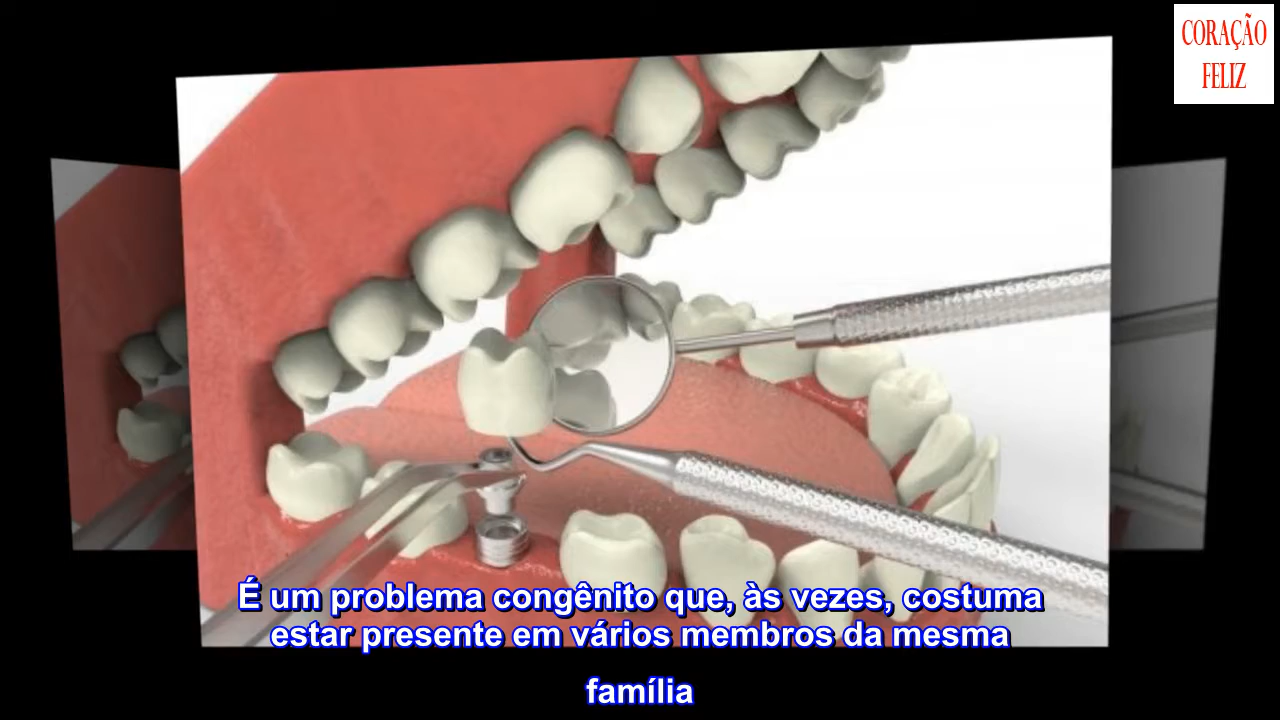 CORAÇÃO
FELIZ
É um problema congênito que, às vezes, costuma
estar presente em vários membros da mesma
família